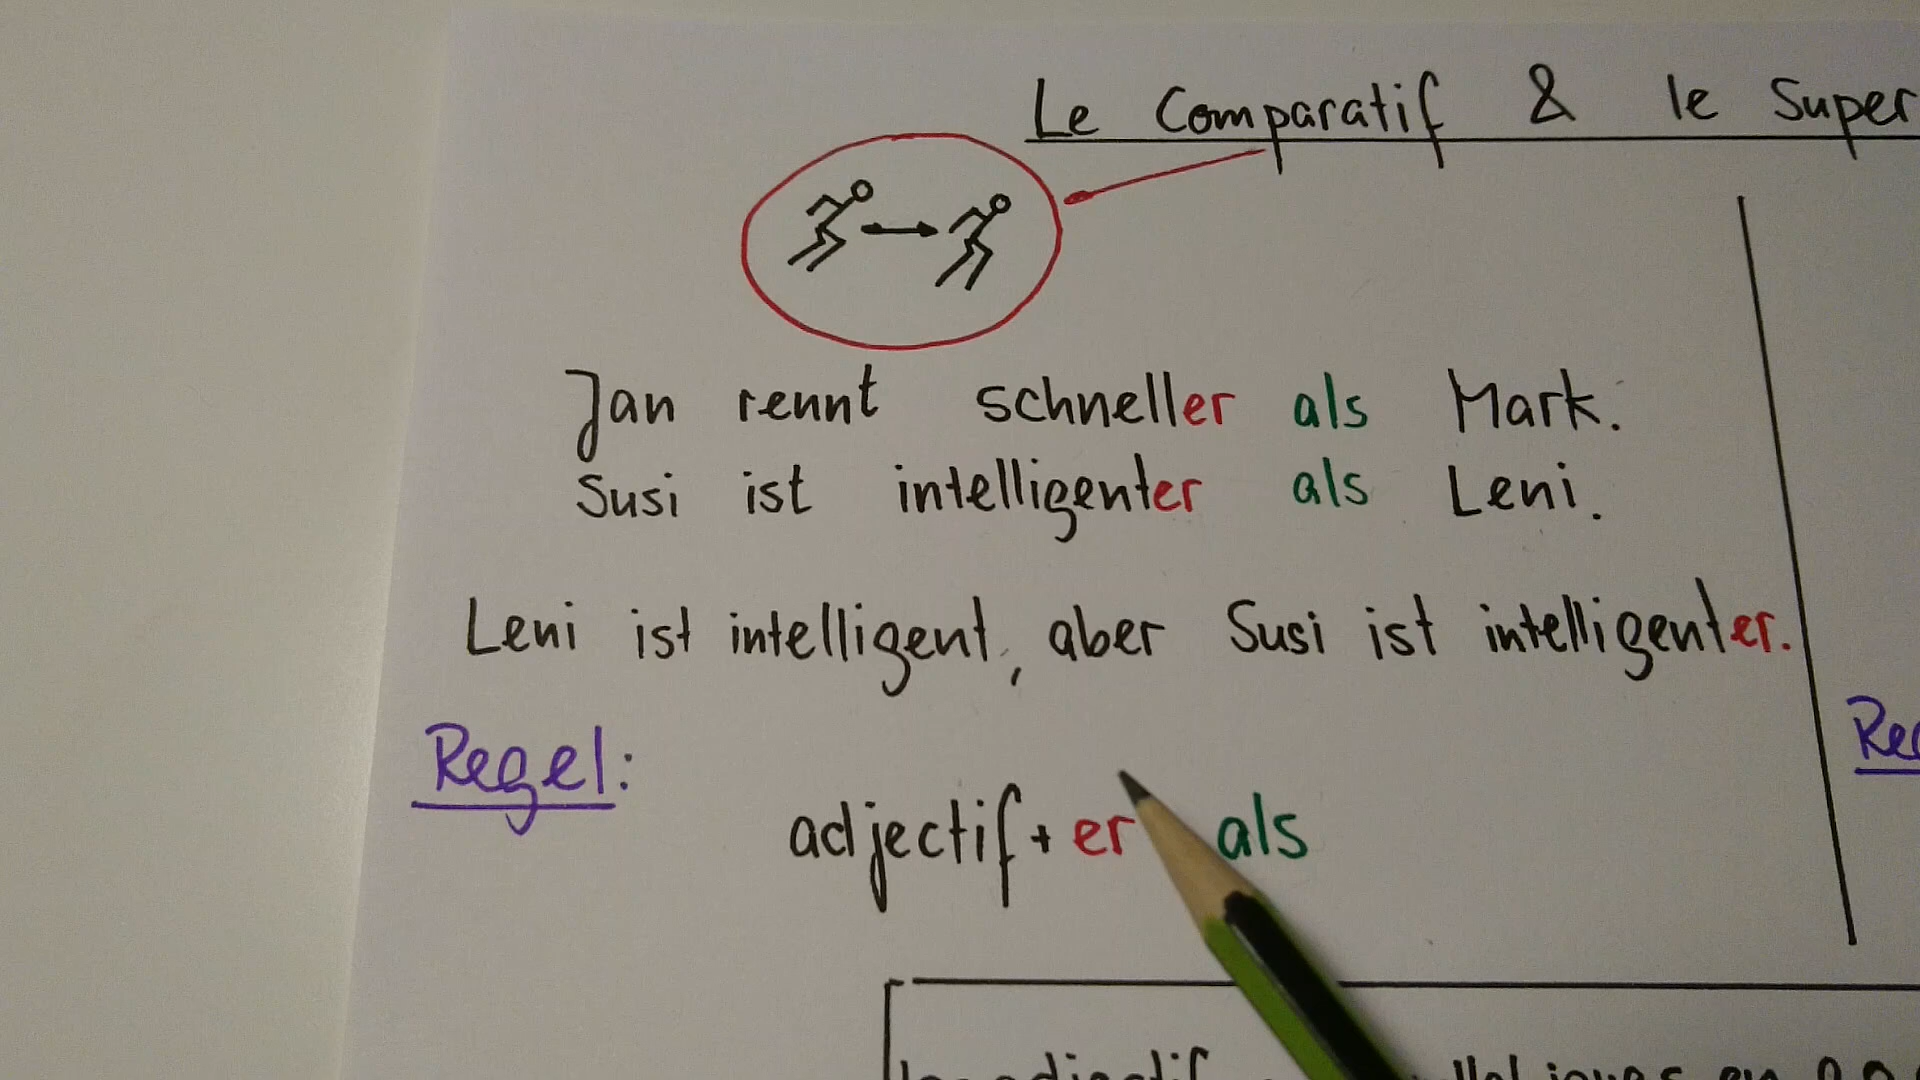 Le Comparatif & le Super
Jan rennt schneller als Mark.
Susi ist intelligenter als Leni.
Leni ist intelligent, aber Susi ist intelligenter.
Regel:
adjectif + er als